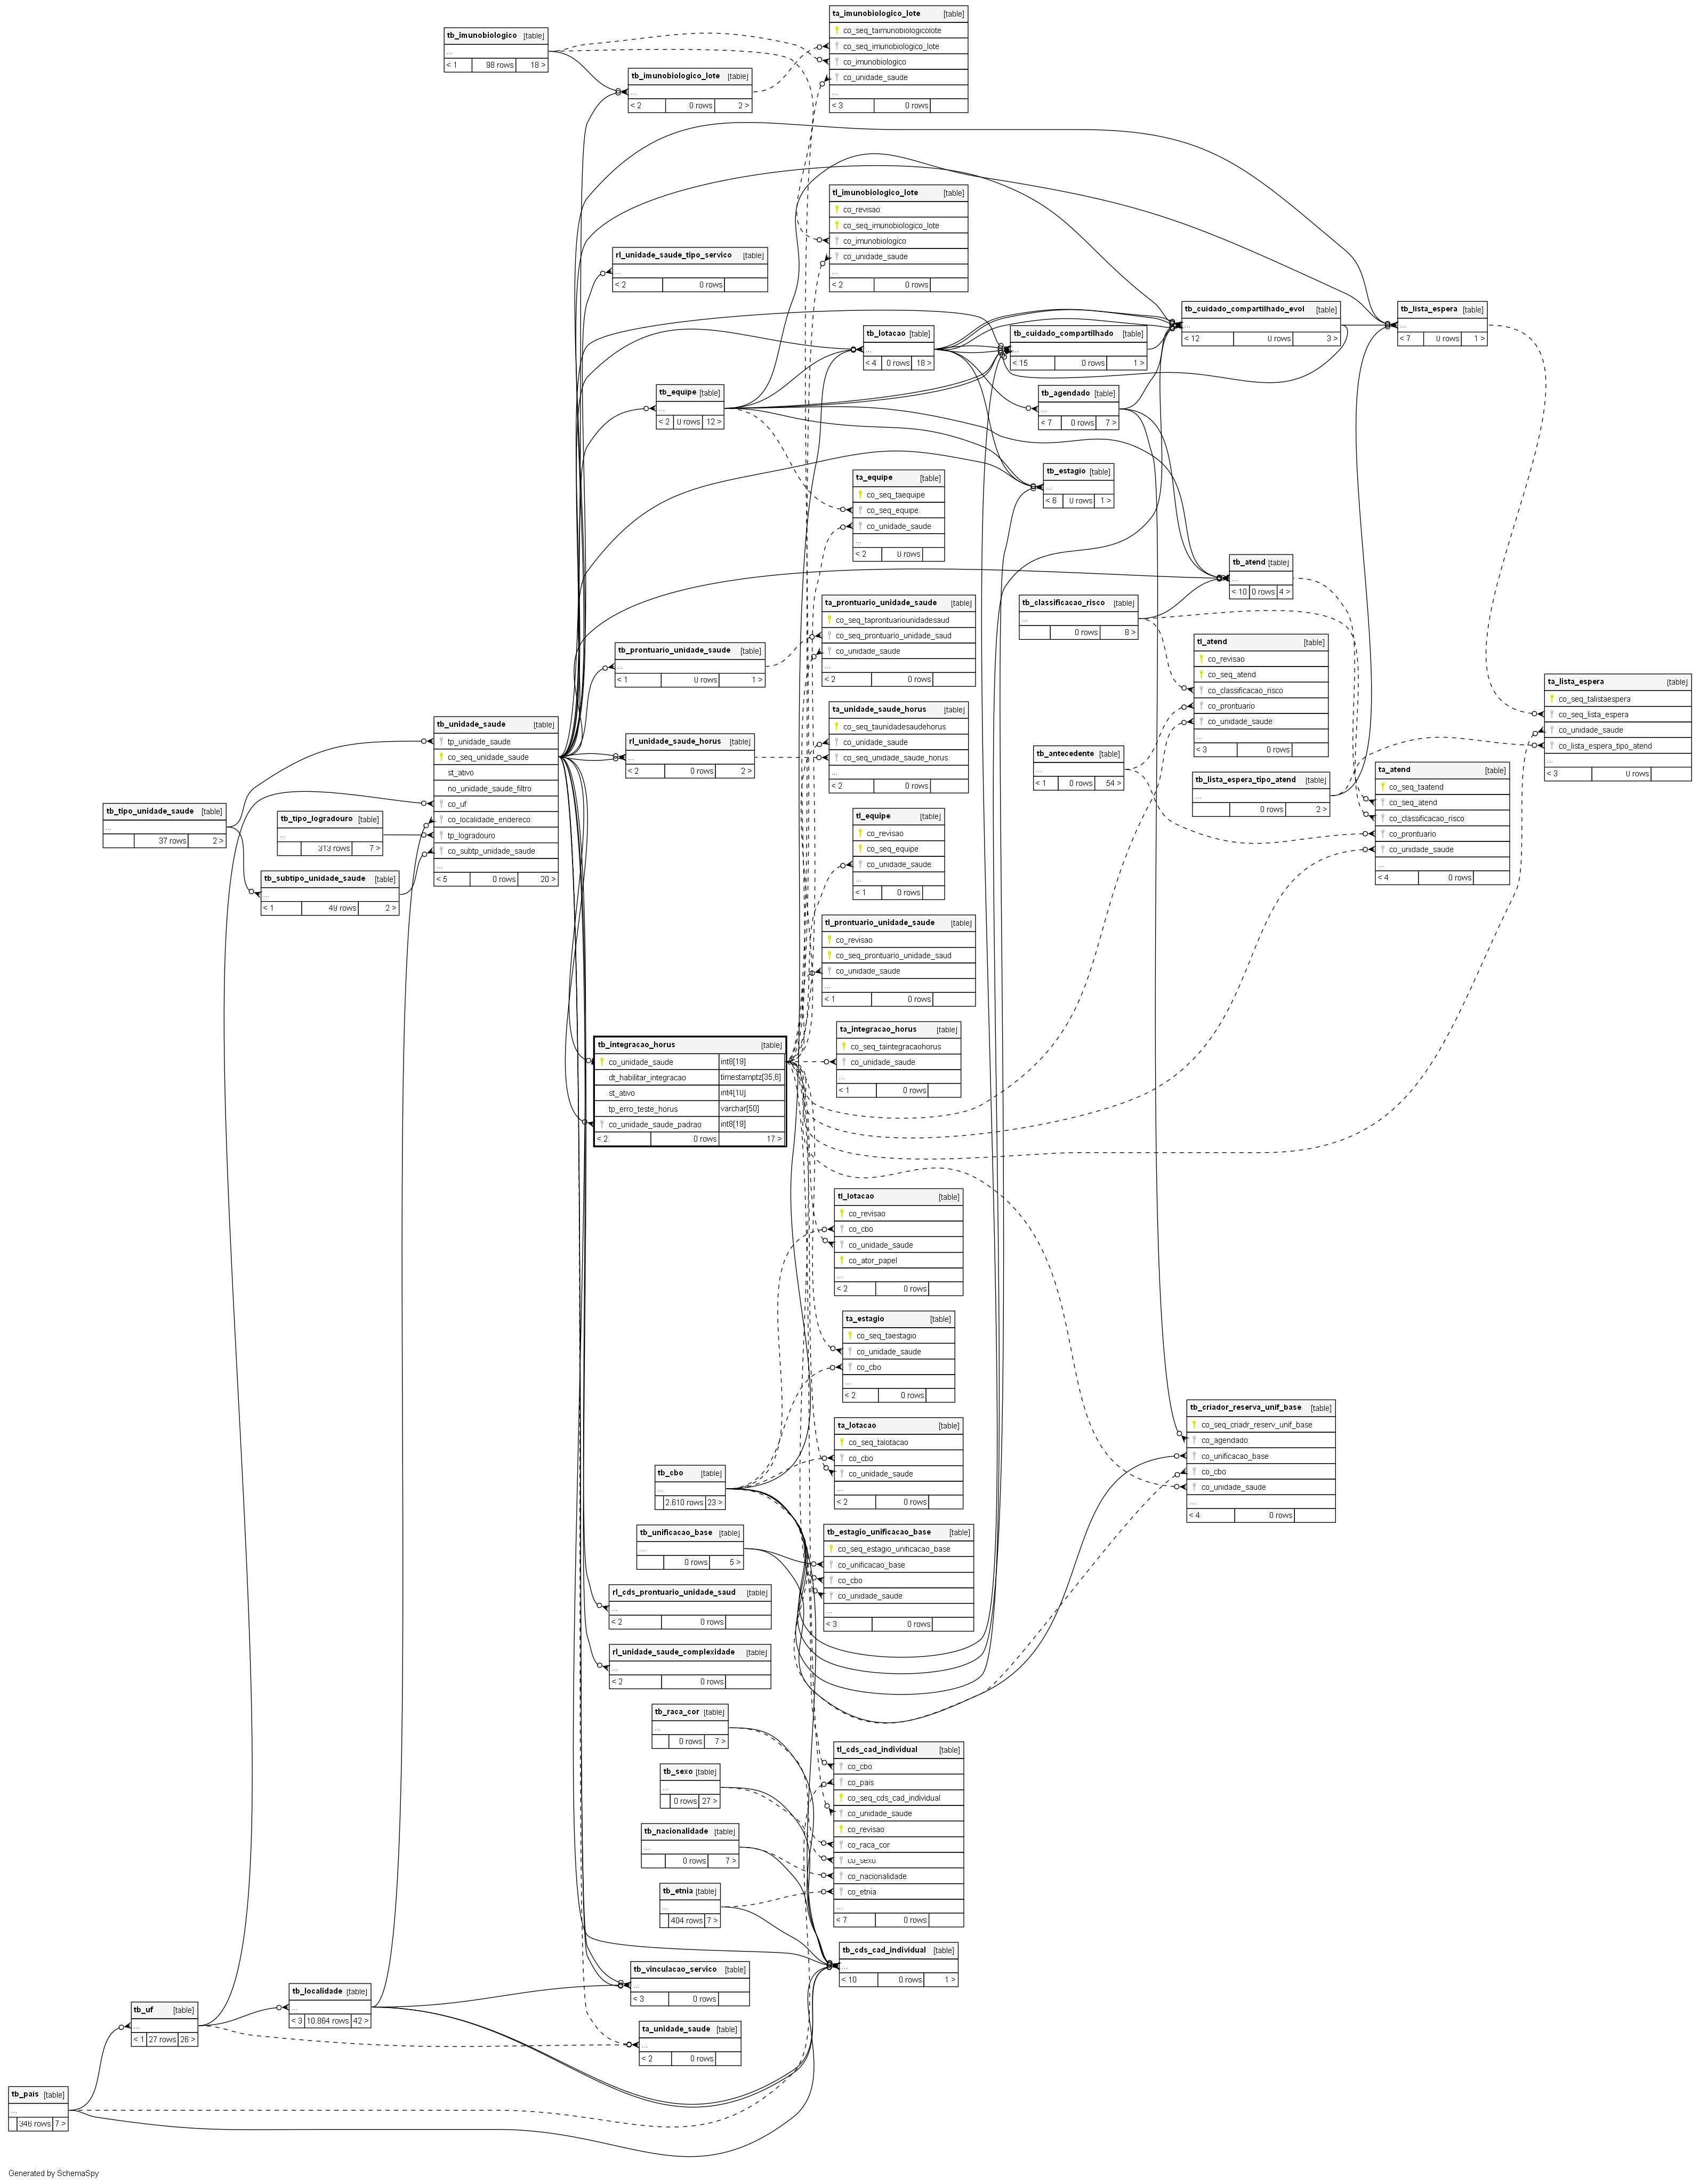 ta_imunobiologico_lote [table]
co_seq_taimunobiologicolote
co_seq_imunobiologico_lote
co_imunobiologico
co_unidade_saude
...
< 3 0 rows
tb_imunobiologico [table]
...
< 1 98 rows 18 >
tb_imunobiologico_lote [table]
...
< 2 0 rows 2 >
tl_imunobiologico_lote [table]
co_revisao
co_seq_imunobiologico_lote
co_imunobiologico
co_unidade_saude
...
< 2 0 rows
rl_unidade_saude_tipo_servico [table]
...
< 2 0 rows
tb_lotacao [table]
...
< 4 0 rows 18 >
tb_cuidado_compartilhado [table]
...
< 15 0 rows 1 >
tb_cuidado_compartilhado_evol [table]
...
< 12 0 rows 3 >
tb_lista_espera [table]
...
< 7 0 rows 1 >
tb_equipe [table]
...
< 2 0 rows 12 >
tb_agendado [table]
...
< 7 0 rows 7 >
tb_estagio [table]
...
< 6 0 rows 1 >
ta_equipe [table]
co_seq_taequipe
co_seq_equipe
co_unidade_saude
...
< 2 0 rows
tb_atend [table]
...
< 10 0 rows 4 >
ta_prontuario_unidade_saude [table]
co_seq_taprontuariounidadesaud
co_seq_prontuario_unidade_saud
co_unidade_saude
...
< 2 0 rows
tb_classificacao_risco [table]
...
0 rows 8 >
tb_prontuario_unidade_saude [table]
...
< 1 0 rows 1 >
tl_atend [table]
co_revisao
co_seq_atend
co_classificacao_risco
co_prontuario
co_unidade_saude
...
< 3 0 rows
ta_lista_espera [table]
co_seq_talistaespera
co_seq_lista_espera
co_unidade_saude
co_lista_espera_tipo_atend
...
< 3 0 rows
tb_unidade_saude [table]
tp_unidade_saude
co_seq_unidade_saude
st_ativo
no_unidade_saude_filtro
co_uf
co_localidade_endereco
tp_logradouro
co_subtp_unidade_saude
...
< 5 0 rows 20 >
ta_unidade_saude_horus [table]
co_seq_taunidadesaudehorus
co_unidade_saude
co_seq_unidade_saude_horus
...
< 2 0 rows
rl_unidade_saude_horus [table]
...
< 2 0 rows 2 >
tb_antecedente [table]
...
< 1 0 rows 54 >
tb_lista_espera_tipo_atend [table]
...
0 rows 2 >
ta_atend [table]
co_seq_taatend
co_seq_atend
co_classificacao_risco
co_prontuario
co_unidade_saude
...
< 4 0 rows
tb_tipo_unidade_saude [table]
...
37 rows 2 >
tb_tipo_logradouro [table]
...
313 rows 7 >
tb_subtipo_unidade_saude [table]
...
< 1 49 rows 2 >
tl_equipe [table]
co_revisao
co_seq_equipe
co_unidade_saude
...
< 1 0 rows
tl_prontuario_unidade_saude [table]
co_revisao
co_seq_prontuario_unidade_saud
co_unidade_saude
...
< 1 0 rows
ta_integracao_horus [table]
co_seq_taintegracaohorus
co_unidade_saude
...
< 1 0 rows
tb_integracao_horus [table]
co_unidade_saude int8[19]
dt_habilitar_integracao timestamptz[35,6]
st_ativo int4[10]
tp_erro_teste_horus varchar[50]
co_unidade_saude_padrao int8[19]
< 2 0 rows 17 >
tl_lotacao [table]
co_revisao
co_cbo
co_unidade_saude
co_ator_papel
...
< 2 0 rows
ta_estagio [table]
co_seq_taestagio
co_unidade_saude
co_cbo
...
< 2 0 rows
ta_lotacao [table]
co_seq_talotacao
co_cbo
co_unidade_saude
...
< 2 0 rows
tb_criador_reserva_unif_base [table]
co_seq_criadr_reserv_unif_base
co_agendado
co_unificacao_base
co_cbo
co_unidade_saude
...
< 4 0 rows
tb_cbo [table]
...
2.610 rows 23 >
tb_unificacao_base [table]
...
0 rows 5 >
tb_estagio_unificacao_base [table]
co_seq_estagio_unificacao_base
co_unificacao_base
co_cbo
co_unidade_saude
...
< 3 0 rows
rl_cds_prontuario_unidade_saud [table]
...
< 2 0 rows
rl_unidade_saude_complexidade [table]
...
< 2 0 rows
tb_raca_cor [table]
...
0 rows 7 >
tb_sexo [table]
...
0 rows 27 >
tb_nacionalidade [table]
...
0 rows 7 >
tb_etnia [table]
...
404 rows 7 >
tl_cds_cad_individual [table]
co_cbo
co_pais
co_seq_cds_cad_individual
co_unidade_saude
co_revisao
co_raca_cor
co_sexo
co_nacionalidade
co_etnia
...
< 7 0 rows
tb_cds_cad_individual [table]
...
< 10 0 rows 1 >
tb_vinculacao_servico [table]
...
< 3 0 rows
tb_localidade [table]
...
< 3 10.864 rows 42 >
tb_uf [table]
...
< 1 27 rows 26 >
ta_unidade_saude [table]
...
< 2 0 rows
tb_pais [table]
...
346 rows 7 >
Generated by SchemaSpy